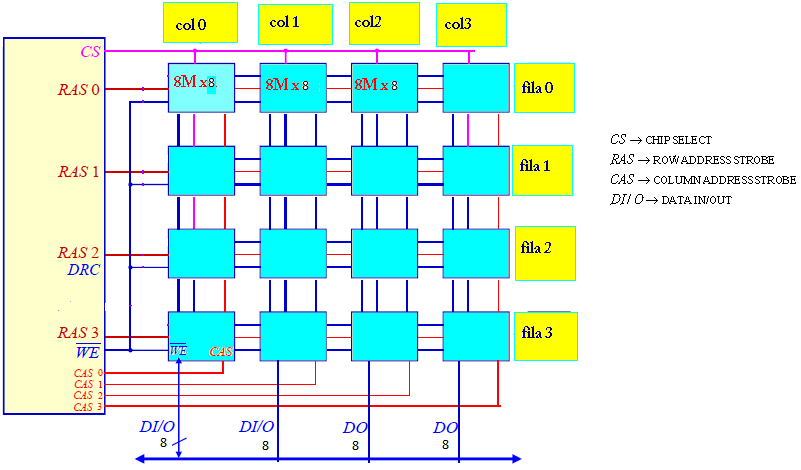 col 0
col 1
col2
col3
CS
RAS 0
8M x8
8M x 8
8M x 8
fila 0
RAS 1
fila 1
CS → CHIP SELECT
RAS → ROW ADDRESS STROBE
CAS → COLUMN ADDRESS STROBE
DI/ O → DATA IN/OUT
RAS 2
DRC
fila 2
RAS 3
WE
WE
CAS
fila 3
CAS 0
CAS 1
CAS 2
CAS 3
DI/O
8
DI/O
8
DO
8
DO
8